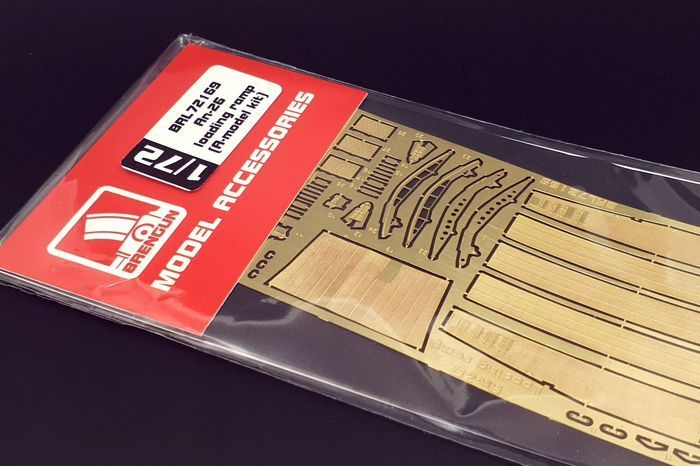 BRL72169
An-26
loading ramp
(A-model kit)
1/72
BRENGUN
MODEL ACCESSORIES